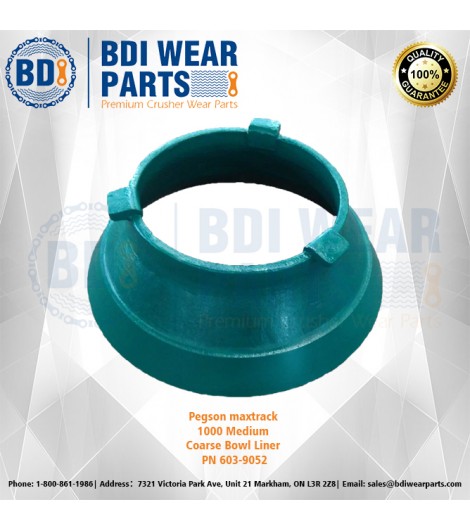 BDI
BDI WEAR
PARTS
Premium Crusher Wear Parts
QUALITY
100%
GUARANTEE
BDI
BDI WEAR
PARTS
Premium Crusher Wear Parts
Pegson maxtrack
1000 Medium
Coarse Bowl Liner
PN 603-9052
Phone: 1-800-861-1986| Address: 7321 Victoria Park Ave, Unit 21 Markham, ON L3R 2Z8| Email: sales@bdiwearparts.com